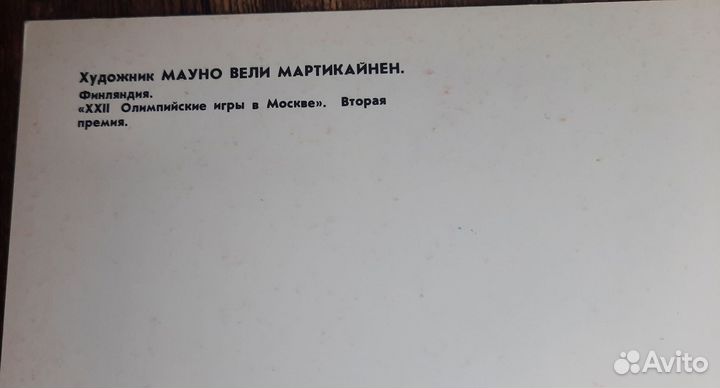 Художник МАУНО ВЕЛИ МАРТИКАЙНЕН.
Финляндия.
«XXII Олимпийские игры в Москве». Вторая
премия.
Avito